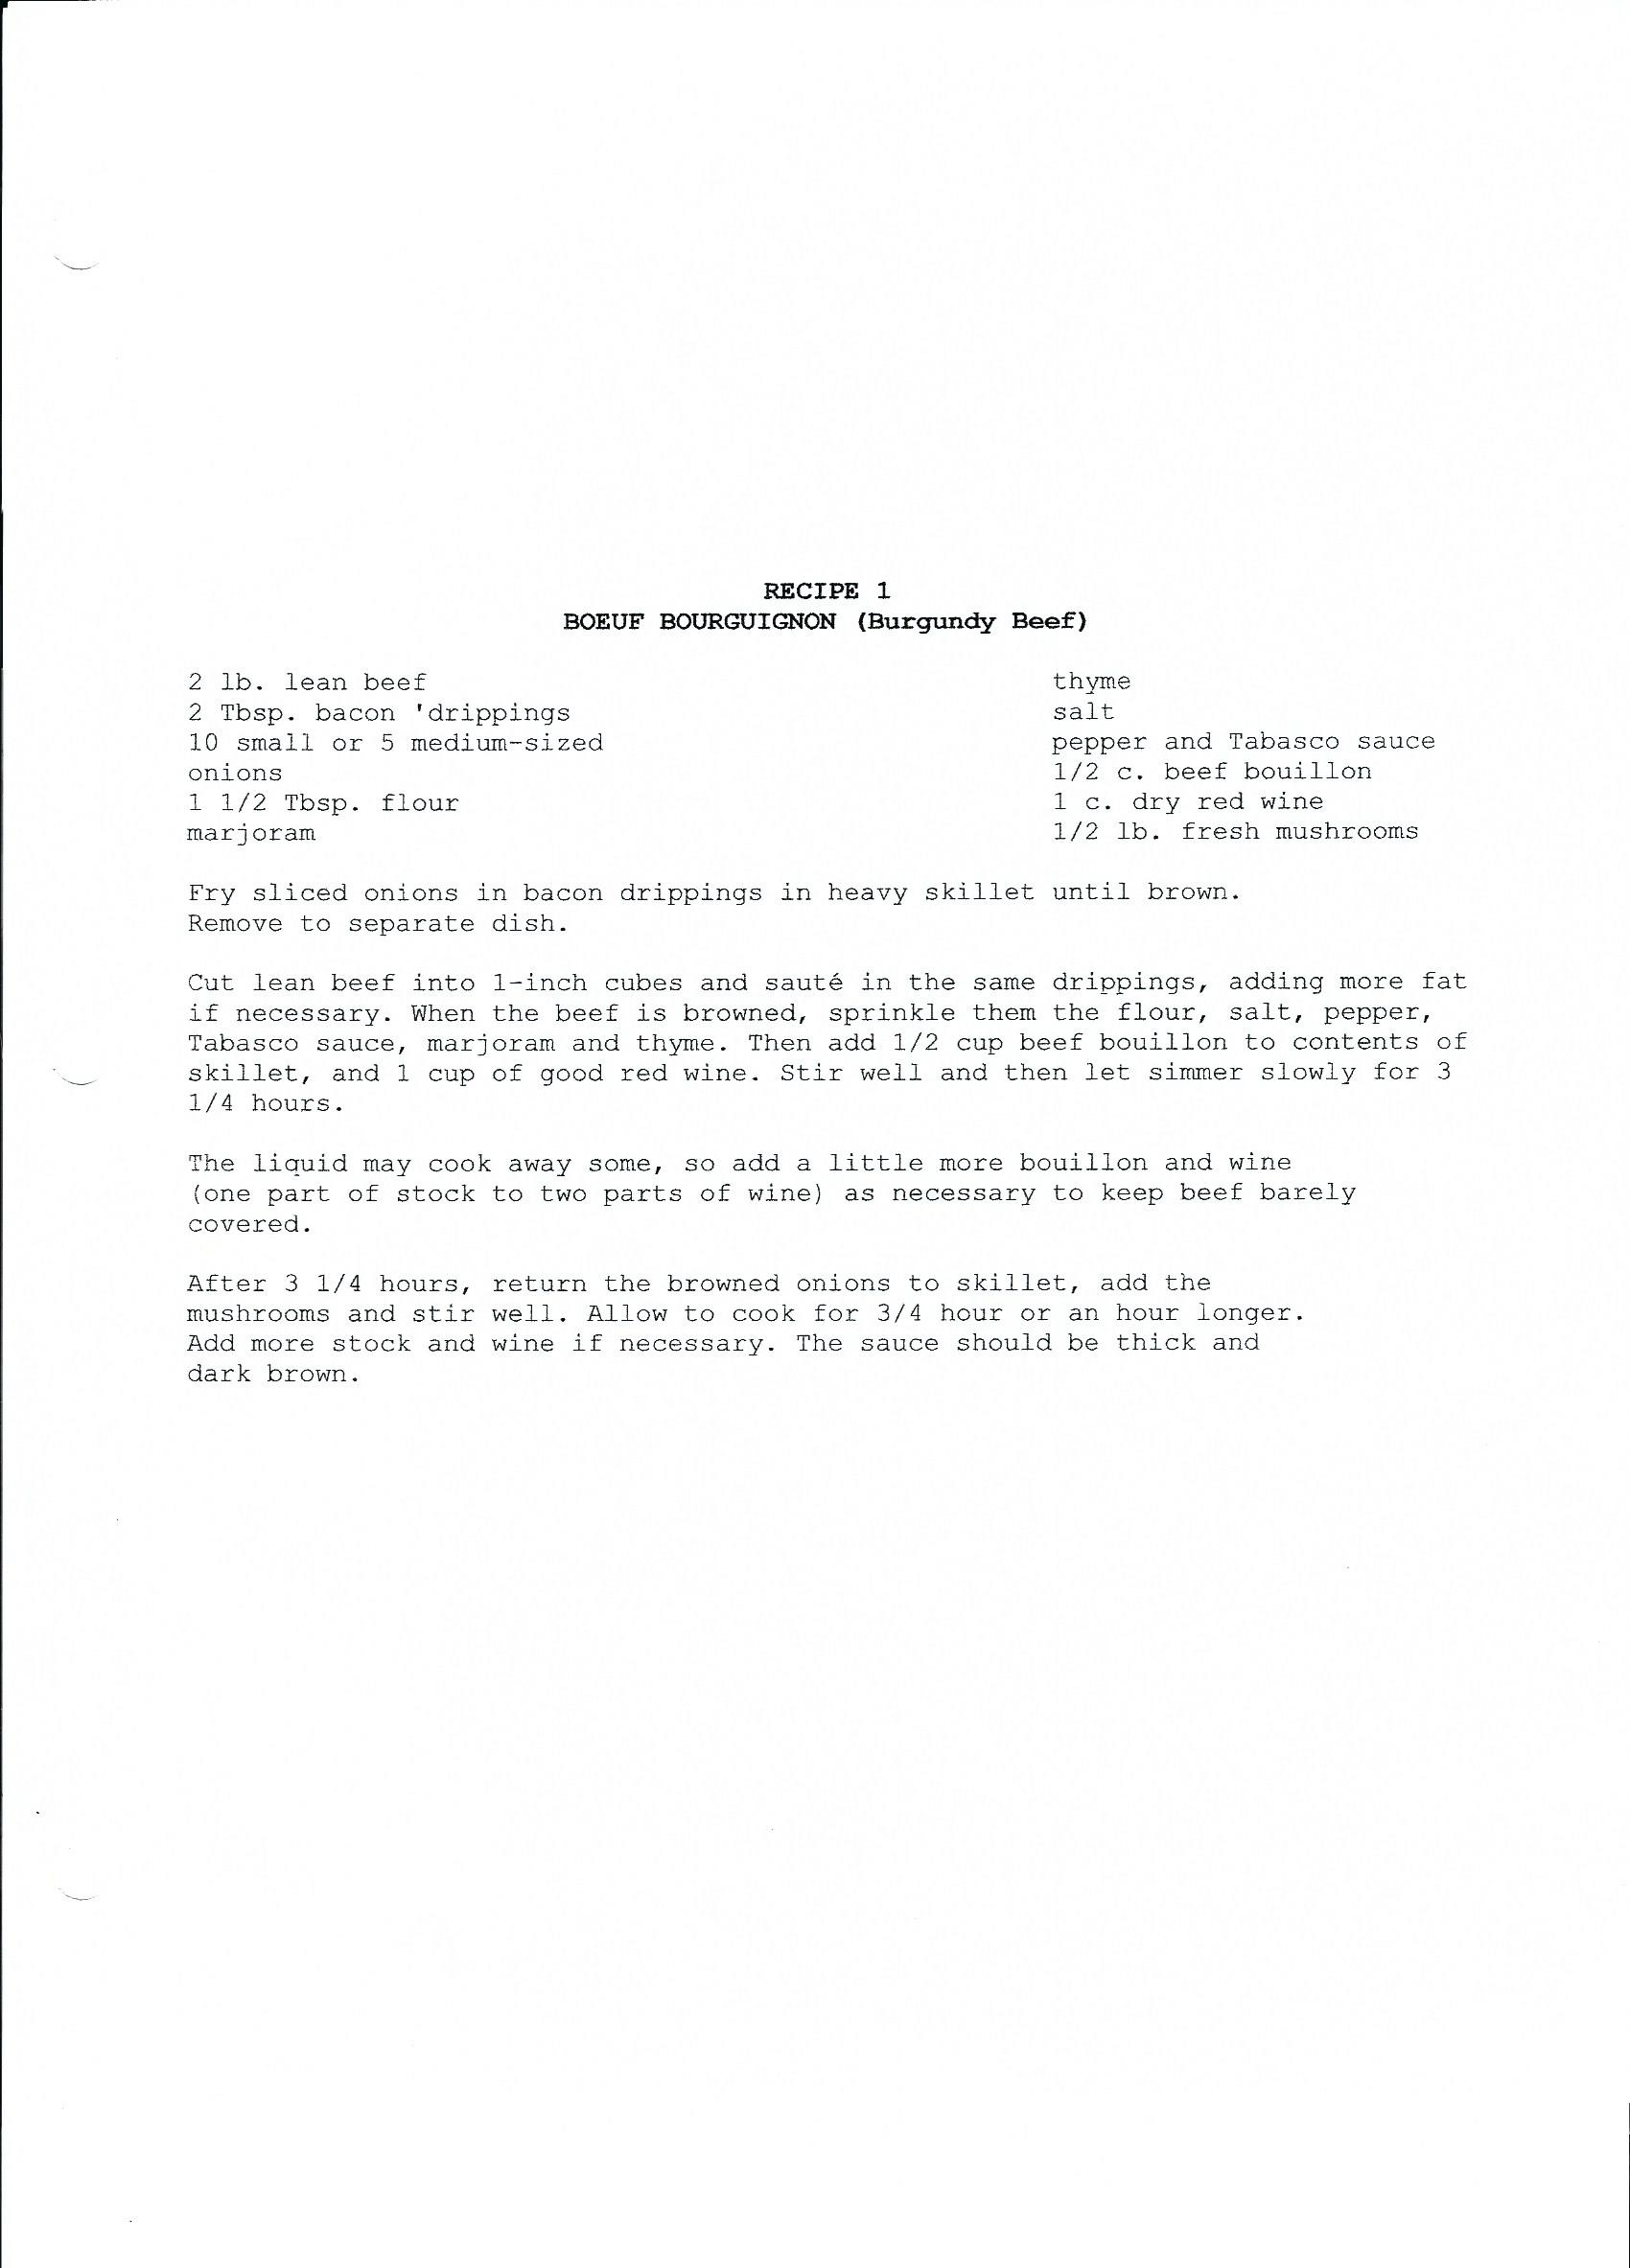 RECIPE 1
BOEUF BOURGUIGNON (Burgundy Beef)
2 lb. lean beef
2 Tbsp. bacon 'drippings
10 small or 5 medium-sized
onions
1 1/2 Tbsp. flour
marjoram
thyme
salt
pepper and Tabasco sauce
1/2 c. beef bouillon
1 c. dry red wine
1/2 lb. fresh mushrooms
Fry sliced onions in bacon drippings in heavy skillet until brown.
Remove to separate dish.
Cut lean beef into 1-inch cubes and sauté in the same drippings, adding more fat
if necessary. When the beef is browned, sprinkle them the flour, salt, pepper,
Tabasco sauce, marjoram and thyme. Then add 1/2 cup beef bouillon to contents of
skillet, and 1 cup of good red wine. Stir well and then let simmer slowly for 3
1/4 hours.
The liquid may cook away some, so add a little more bouillon and wine
(one part of stock to two parts of wine) as necessary to keep beef barely
covered.
After 3 1/4 hours, return the browned onions to skillet, add the
mushrooms and stir well. Allow to cook for 3/4 hour or an hour longer.
Add more stock and wine if necessary. The sauce should be thick and
dark brown.